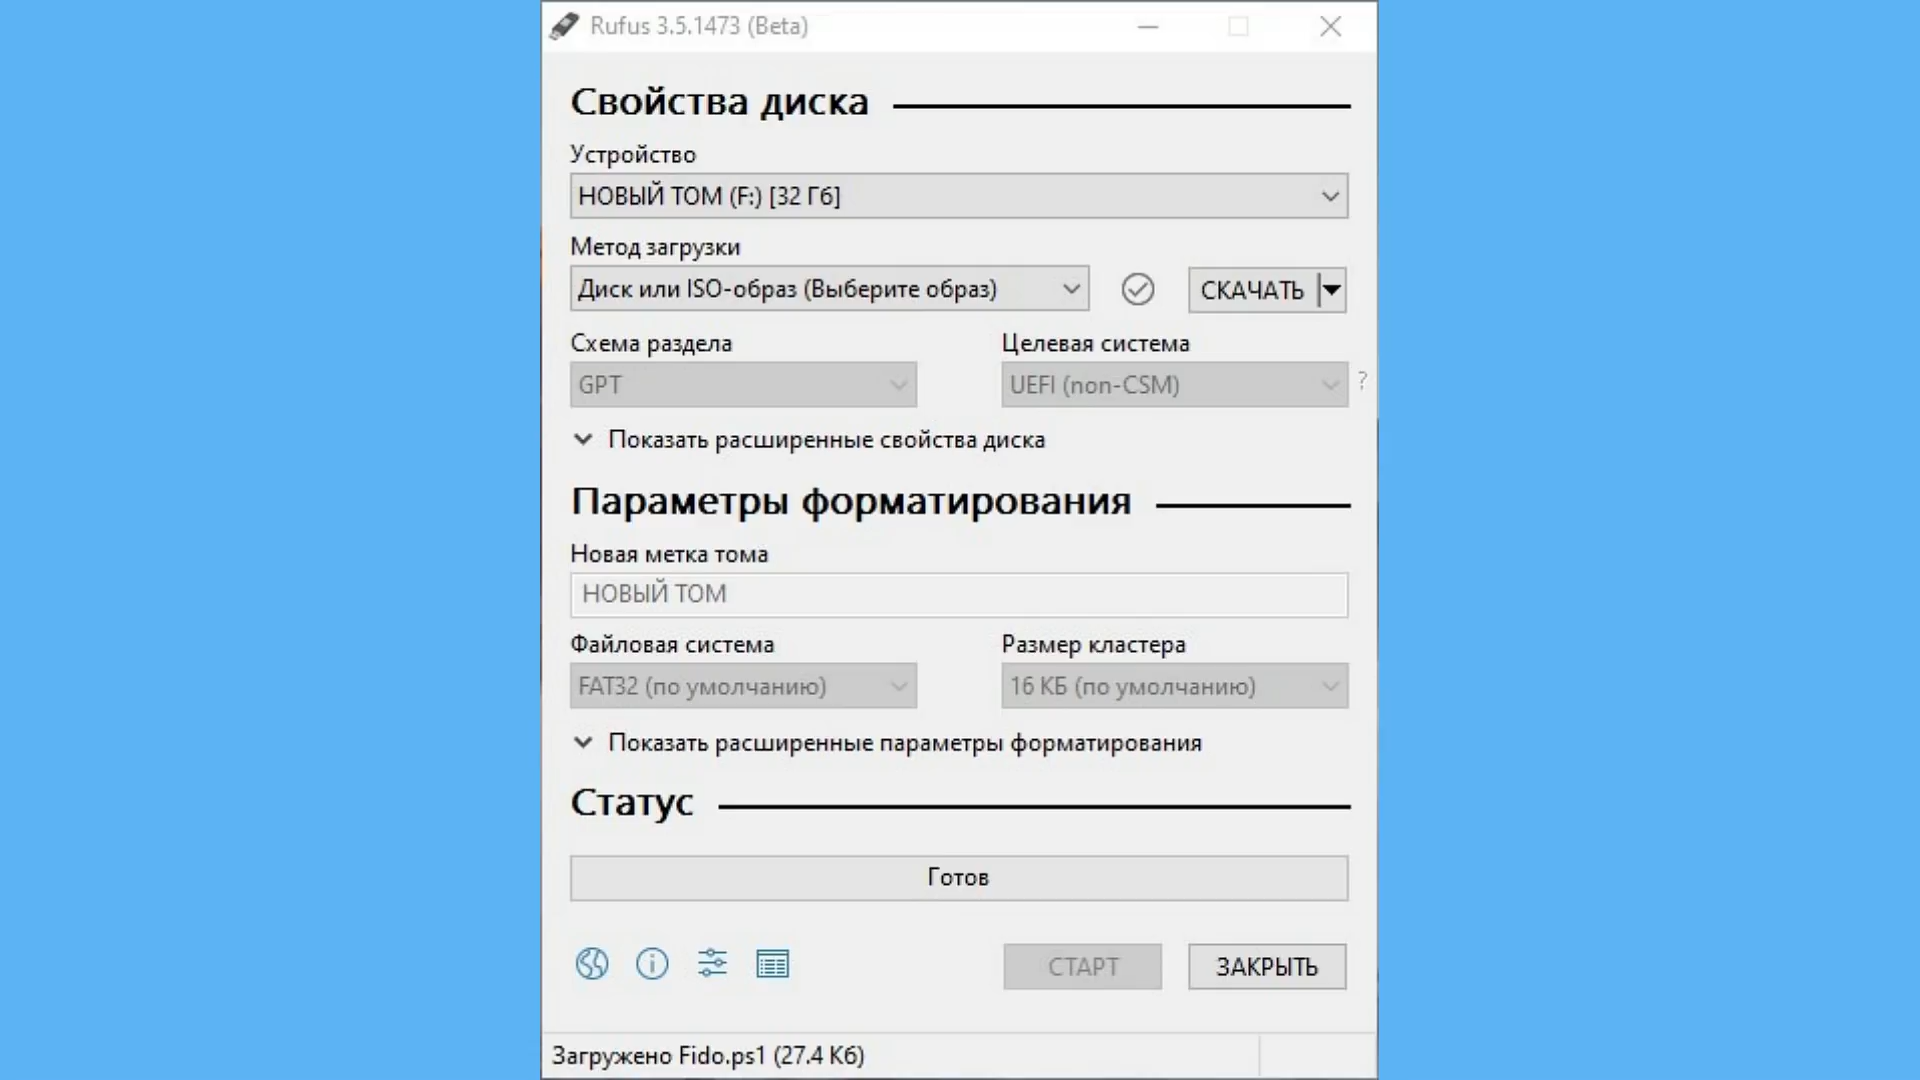 Rufus 3.5.1473 (Beta)
Свойства диска
Устройство
НОВЫЙ ТОМ (F:) [32 Гб]
Метод загрузки
Диск или ISO-образ (Выберите образ)
СКАЧАТЬ
Схема раздела
Целевая система
GPT
UEFI (non-CSM)
?
Показать расширенные свойства диска
Параметры форматирования
Новая метка тома
НОВЫЙ ТОМ
Файловая система
Размер кластера
FAT32 (по умолчанию)
16 КБ (по умолчанию)
Показать расширенные параметры форматирования
Статус
Готов
СТАРТ
ЗАКРЫТЬ
Загружено Fido.ps1 (27.4 Кб)